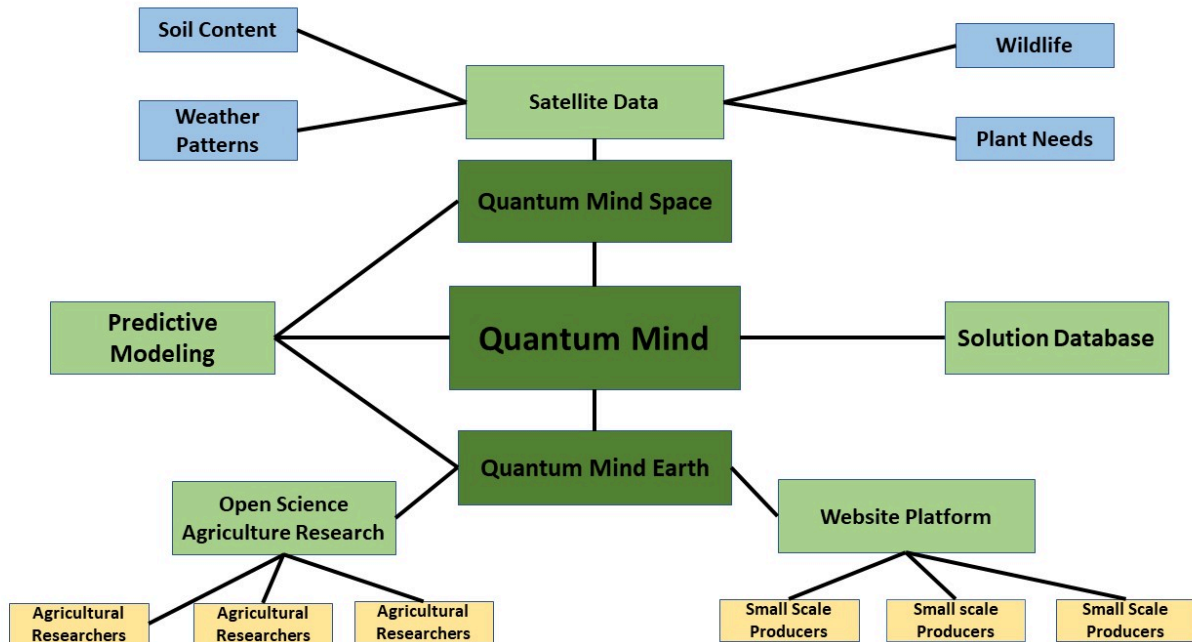 Soil Content
Wildlife
Satellite Data
Weather
Patterns
Plant Needs
Quantum Mind Space
Predictive
Modeling
Quantum Mind
Solution Database
Quantum Mind Earth
Open Science
Agriculture Research
Website Platform
Agricultural
Researchers
Agricultural
Researchers
Agricultural
Researchers
Small Scale
Producers
Small scale
Producers
Small Scale
Producers